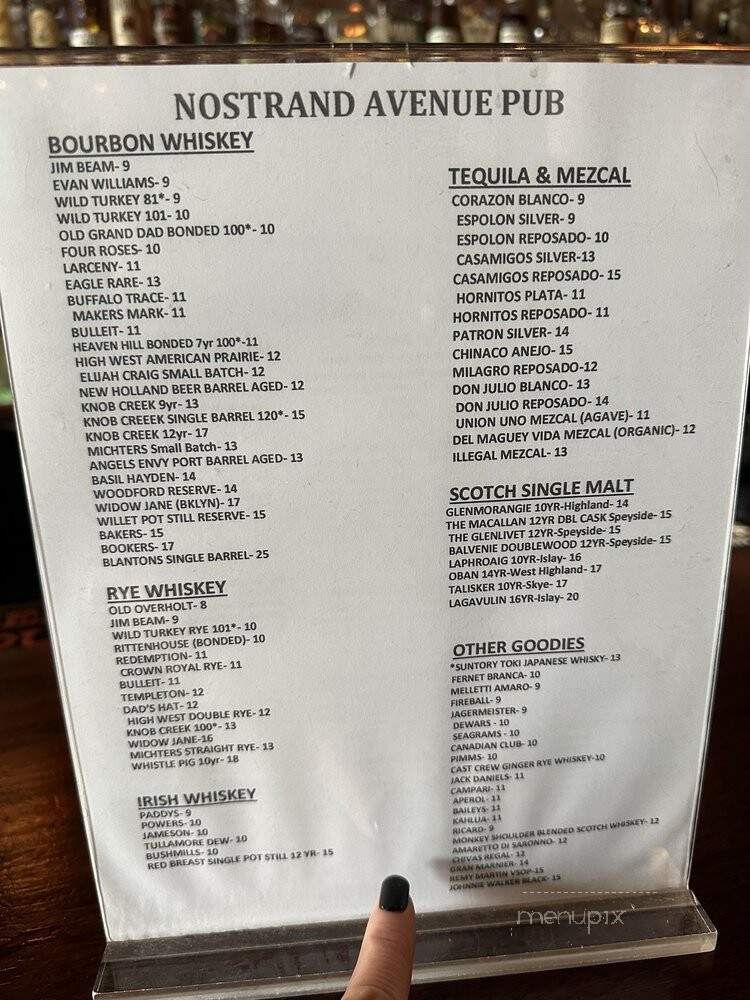 NOSTRAND AVENUE PUB
BOURBON WHISKEY
JIM BEAM- 9
EVAN WILLIAMS- 9
WILD TURKEY 81*- 9
WILD TURKEY 101- 10
OLD GRAND DAD BONDED 100*- 10
FOUR ROSES- 10
LARCENY- 11
EAGLE RARE- 13
BUFFALO TRACE- 11
MAKERS MARK- 11
BULLEIT- 11
HEAVEN HILL BONDED 7yr 100*-11
HIGH WEST AMERICAN PRAIRIE- 12
ELIJAH CRAIG SMALL BATCH- 12
NEW HOLLAND BEER BARREL AGED- 12
KNOB CREEK 9yr- 13
KNOB CREEEK SINGLE BARREL 120*- 15
KNOB CREEK 12yr- 17
MICHTERS Small Batch- 13
ANGELS ENVY PORT BARREL AGED- 13
BASIL HAYDEN- 14
WOODFORD RESERVE- 14
WIDOW JANE (BKLYN)- 17
WILLET POT STILL RESERVE- 15
BAKERS- 15
BOOKERS- 17
BLANTONS SINGLE BARREL- 25
RYE WHISKEY
OLD OVERHOLT- 8
JIM BEAM- 9
WILD TURKEY RYE 101*- 10
RITTENHOUSE (BONDED)- 10
REDEMPTION- 11
CROWN ROYAL RYE- 11
BULLEIT- 11
TEMPLETON- 12
DAD'S HAT- 12
HIGH WEST DOUBLE RYE- 12
KNOB CREEK 100*- 13
WIDOW JANE-16
MICHTERS STRAIGHT RYE- 13
WHISTLE PIG 10yr- 18
IRISH WHISKEY
PADDYS- 9
POWERS- 10
JAMESON- 10
TULLAMORE DEW- 10
BUSHMILLS- 10
RED BREAST SINGLE POT STILL 12 YR- 15
TEQUILA & MEZCAL
CORAZON BLANCO- 9
ESPOLON SILVER- 9
ESPOLON REPOSADO- 10
CASAMIGOS SILVER-13
CASAMIGOS REPOSADO- 15
HORNITOS PLATA- 11
HORNITOS REPOSADO- 11
PATRON SILVER- 14
CHINACO ANEJO- 15
MILAGRO REPOSADO-12
DON JULIO BLANCO- 13
DON JULIO REPOSADO- 14
UNION UNO MEZCAL (AGAVE)- 11
DEL MAGUEY VIDA MEZCAL (ORGANIC)- 12
ILLEGAL MEZCAL- 13
SCOTCH SINGLE MALT
GLENMORANGIE 10YR-Highland- 14
THE MACALLAN 12YR DBL CASK Speyside- 15
THE GLENLIVET 12YR-Speyside- 15
BALVENIE DOUBLEWOOD 12YR-Speyside- 15
LAPHROAIG 10YR-Islay- 16
OBAN 14YR-West Highland- 17
TALISKER 10YR-Skye- 17
LAGAVULIN 16YR-Islay- 20
OTHER GOODIES
*SUNTORY TOKI JAPANESE WHISKY- 13
FERNET BRANCA- 10
MELLETTI AMARO- 9
FIREBALL- 9
JAGERMEISTER- 9
DEWARS - 10
SEAGRAMS - 10
CANADIAN CLUB- 10
PIMMS- 10
CAST CREW GINGER RYE WHISKEY-10
JACK DANIELS- 11
CAMPARI- 11
APEROL- 11
BAILEYS- 11
KAHLUA- 11
RICARD- 9
MONKEY SHOULDER BLENDED SCOTCH WHISKEY- 12
AMARETTO DI SARONNO- 12
CHIVAS REGAL- 12
GRAN MARNIER- 14
REMY MARTIN VSOP-15
JOHNNIE WALKER BLACK- 15
menupix